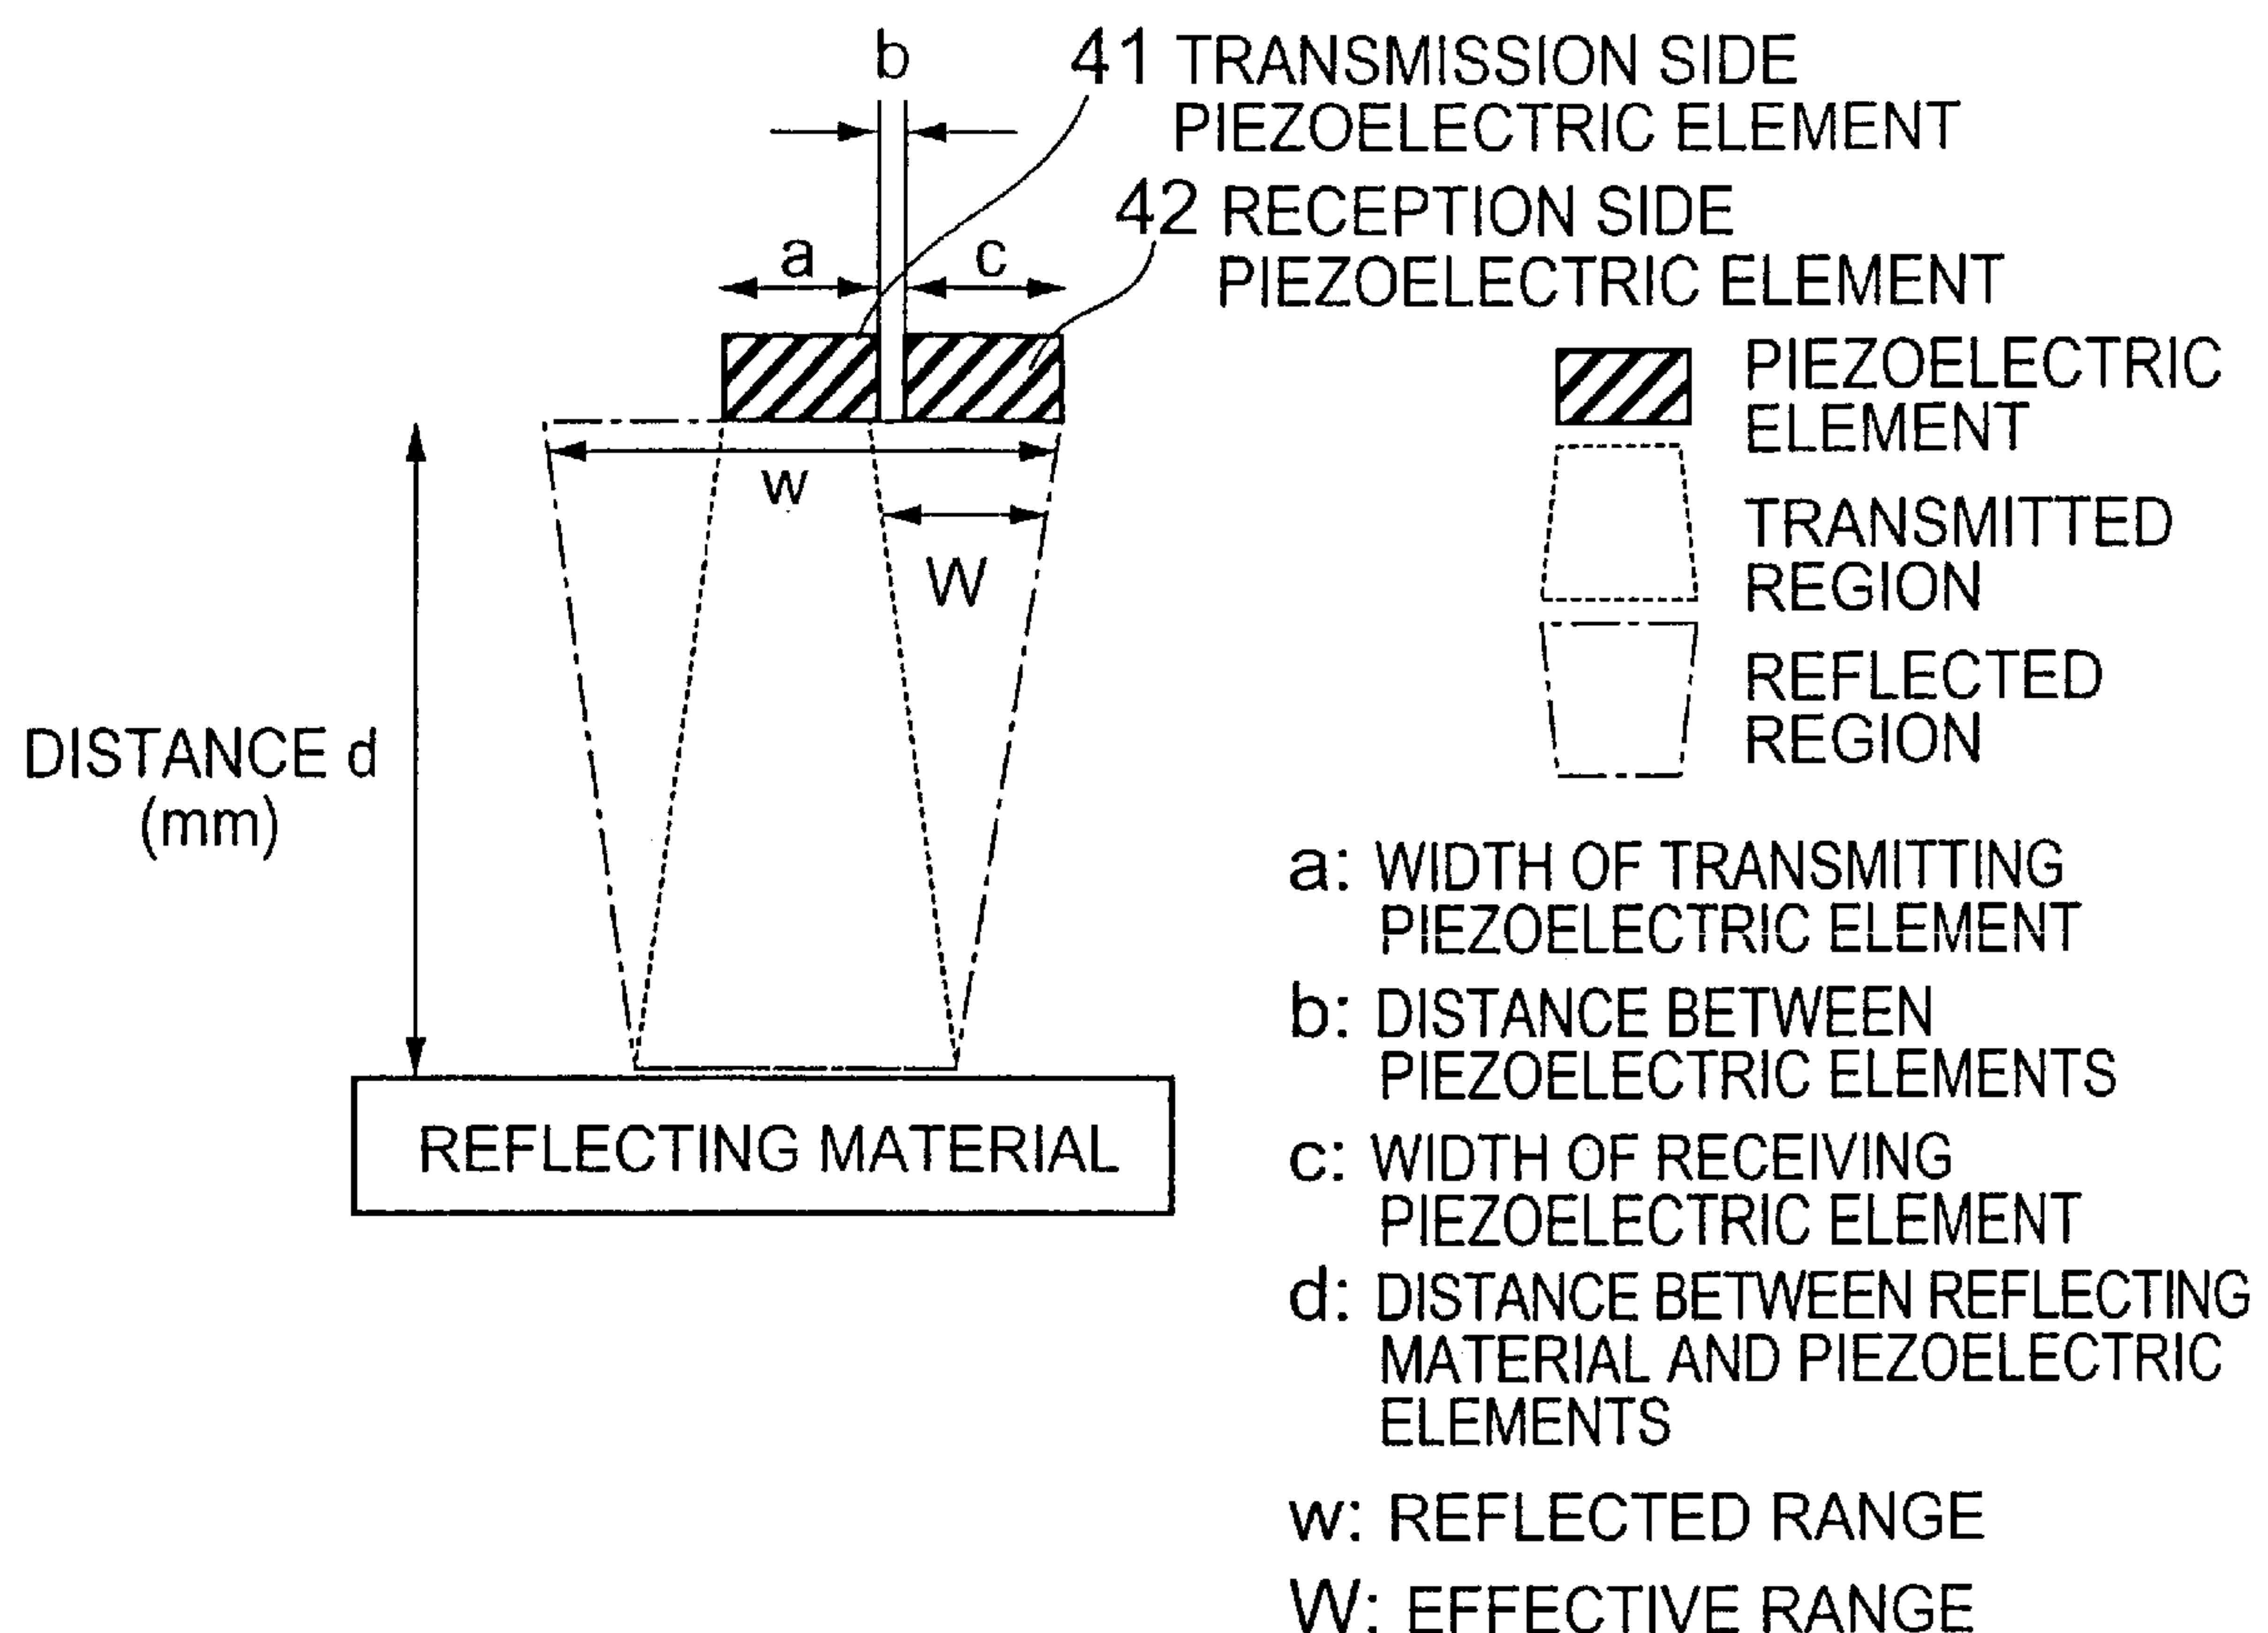 b
41 TRANSMISSION SIDE
PIEZOELECTRIC ELEMENT
42 RECEPTION SIDE
PIEZOELECTRIC ELEMENT
a
c
w
W
DISTANCE d
(mm)
REFLECTING MATERIAL
PIEZOELECTRIC
ELEMENT
TRANSMITTED
REGION
REFLECTED
REGION
a: WIDTH OF TRANSMITTING
PIEZOELECTRIC ELEMENT
b: DISTANCE BETWEEN
PIEZOELECTRIC ELEMENTS
c: WIDTH OF RECEIVING
PIEZOELECTRIC ELEMENT
d: DISTANCE BETWEEN REFLECTING
MATERIAL AND PIEZOELECTRIC
ELEMENTS
w: REFLECTED RANGE
W: EFFECTIVE RANGE